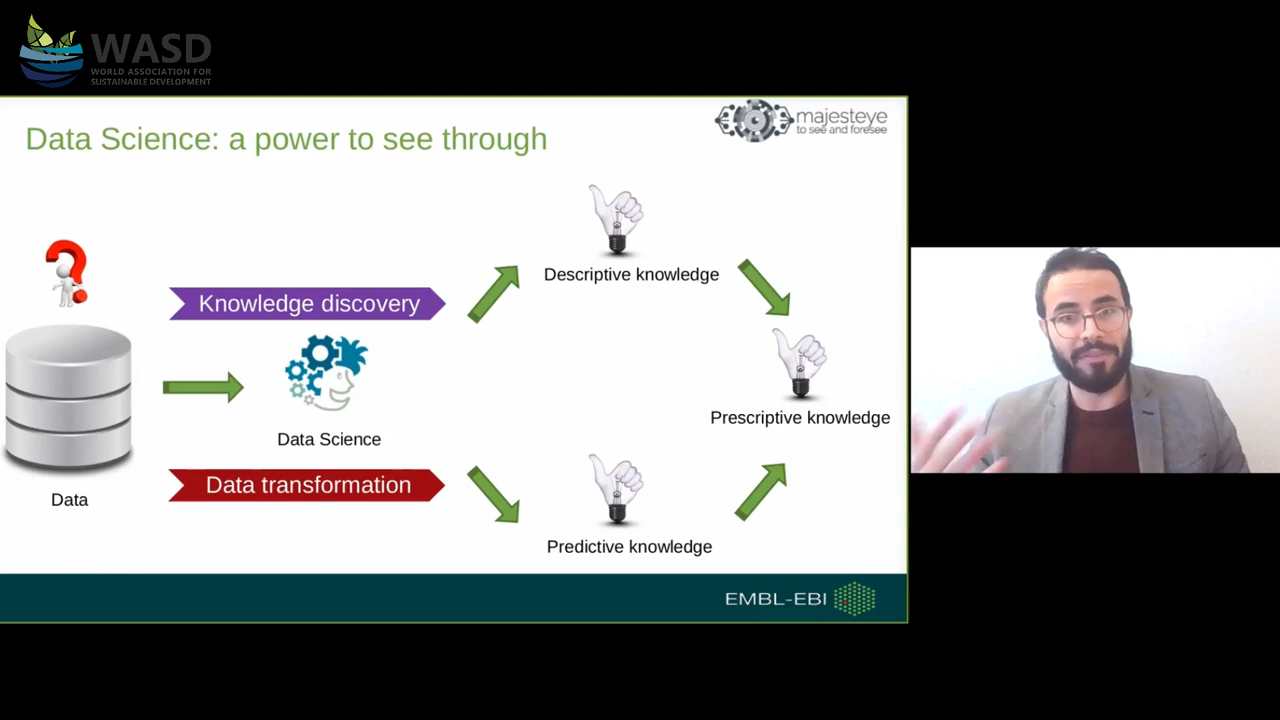 WASD
WORLD ASSOCIATION FOR
SUSTAINABLE DEVELOPMENT
majesteye
to see and foresee
Data Science: a power to see through
Descriptive knowledge
Knowledge discovery
Prescriptive knowledge
Data Science
Data transformation
Data
Predictive knowledge
EMBL-EBI